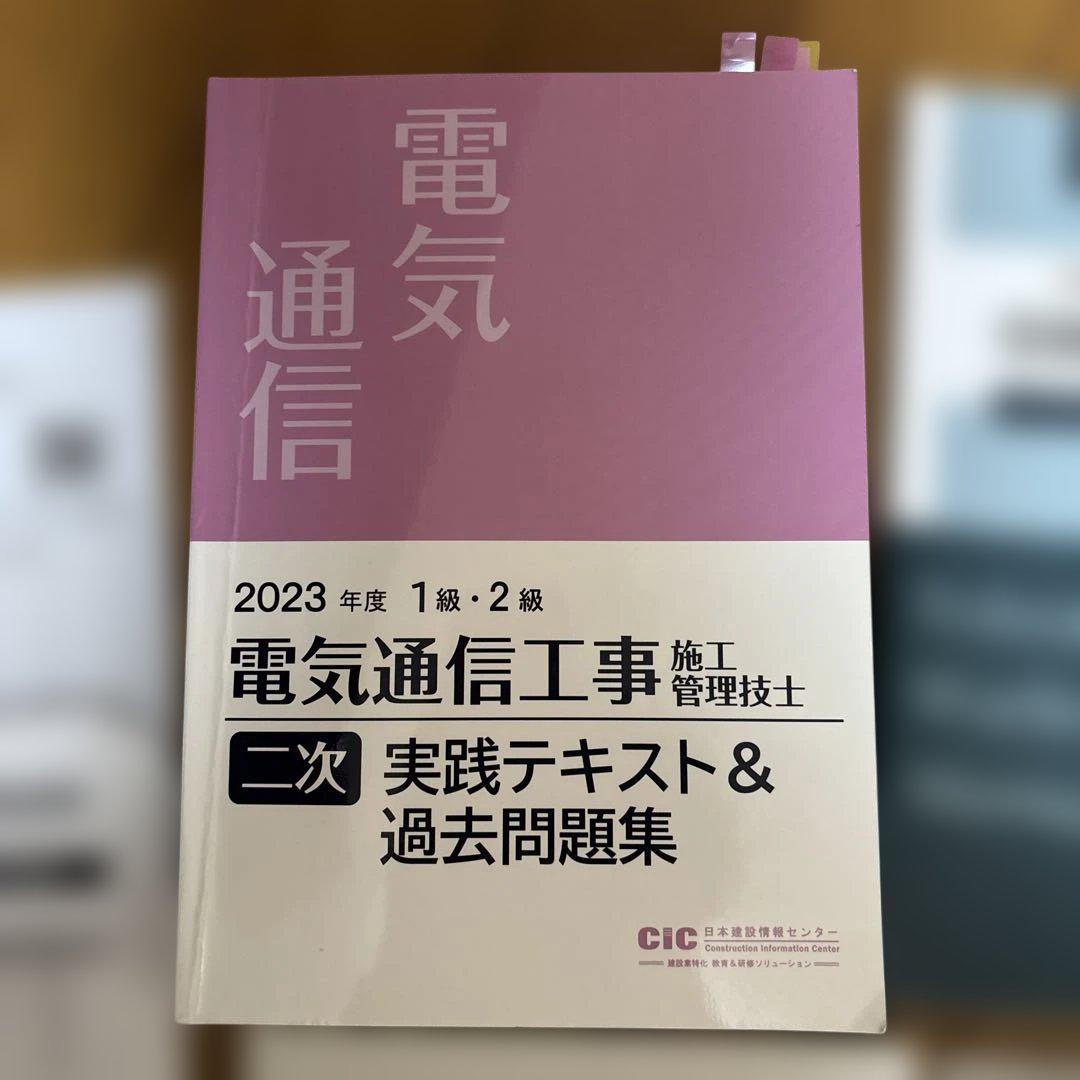 電気
通信
2023 年度 1級・2級
電気通信工事 施工
管理技士
二次 実践テキスト&
過去問題集
CIC 日本建設情報センター
Construction Information Center
建設業特化 教育&研修ソリューション